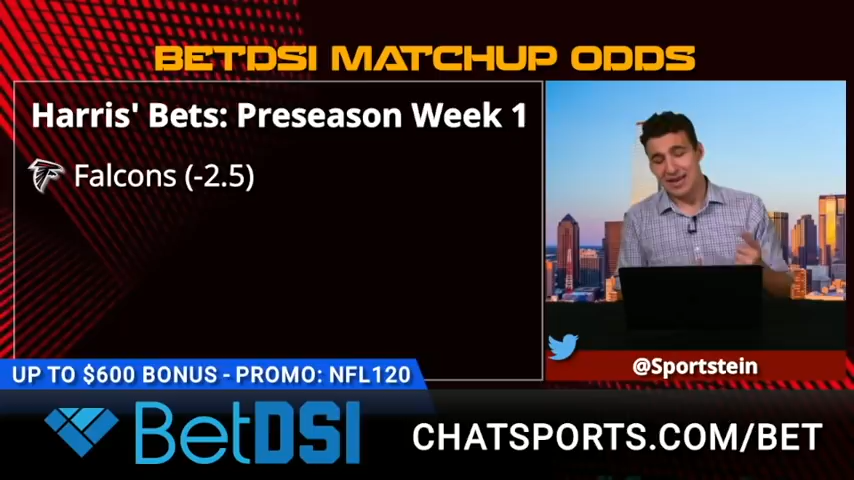 BETDSI MATCHUP ODDS
Harris' Bets: Preseason Week 1
Falcons (-2.5)
@Sportstein
UP TO $600 BONUS - PROMO: NFL120
BetDSI
CHATSPORTS.COM/BET